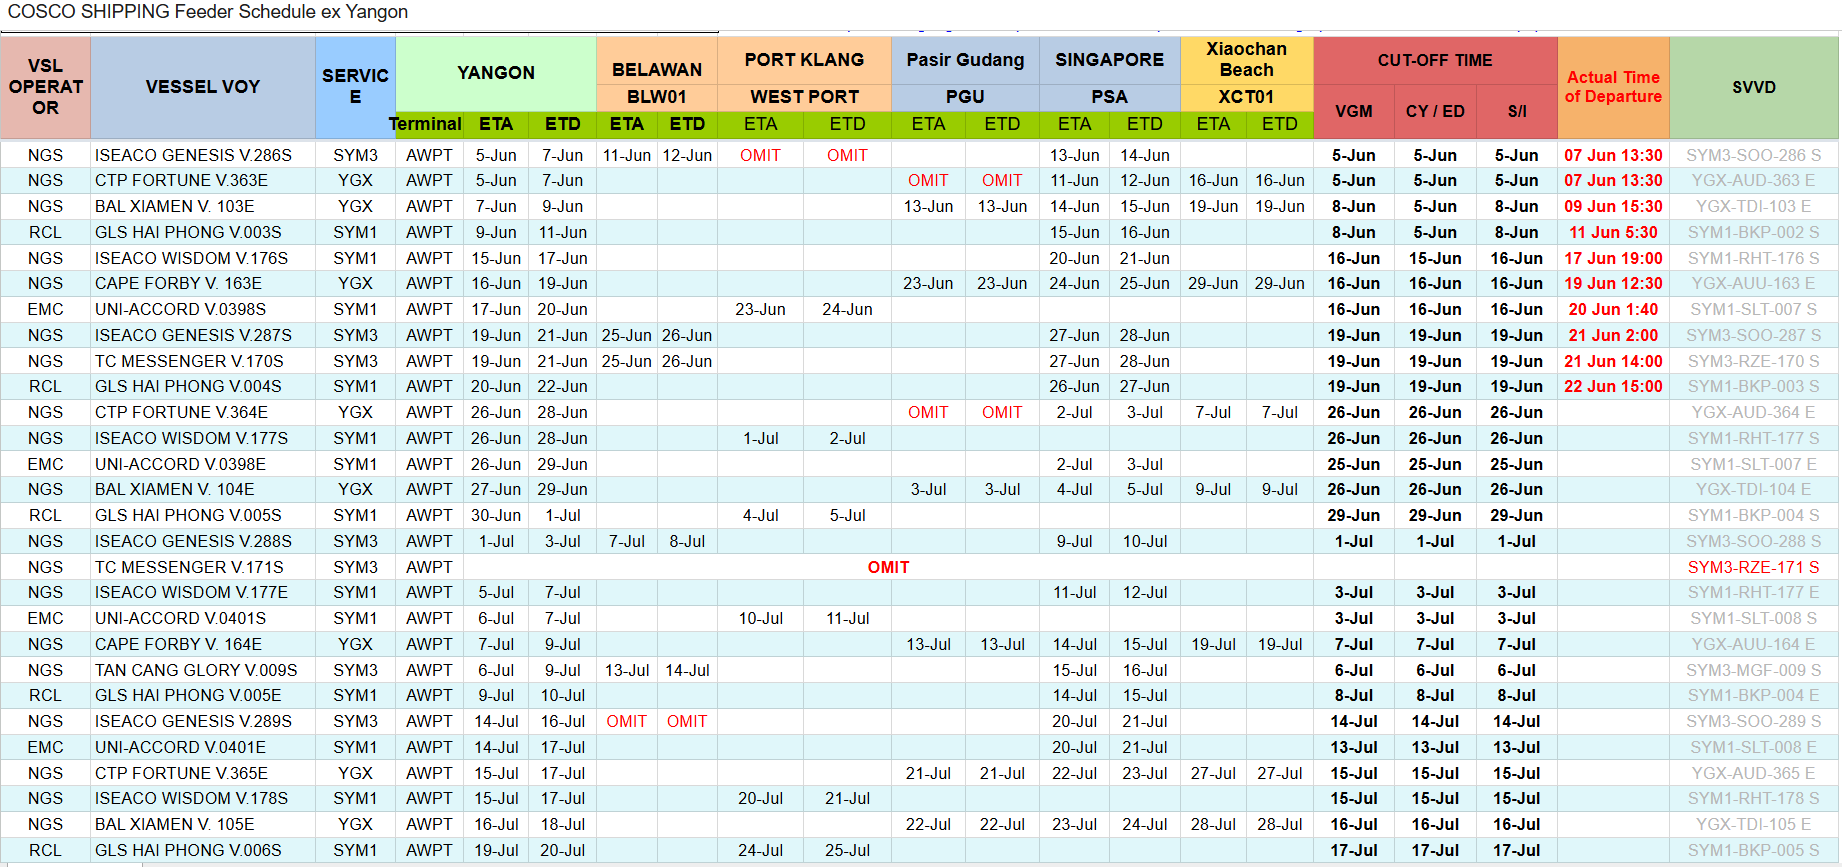 COSCO SHIPPING Feeder Schedule ex Yangon
VSL OPERATOR VESSEL VOY SERVICE YANGON BELAWAN PORT KLANG Pasir Gudang SINGAPORE Xiaochan Beach CUT-OFF TIME Actual Time of Departure SVVD
BLW01 WEST PORT PGU PSA XCT01 VGM CY / ED S/I
Terminal ETA ETD ETA ETD ETA ETD ETA ETD ETA ETD ETA ETD
NGS ISEACO GENESIS V.286S SYM3 AWPT 5-Jun 7-Jun 11-Jun 12-Jun OMIT OMIT 13-Jun 14-Jun 5-Jun 5-Jun 5-Jun 07 Jun 13:30 SYM3-SOO-286 S
NGS CTP FORTUNE V.363E YGX AWPT 5-Jun 7-Jun OMIT OMIT 11-Jun 12-Jun 16-Jun 16-Jun 5-Jun 5-Jun 5-Jun 07 Jun 13:30 YGX-AUD-363 E
NGS BAL XIAMEN V. 103E YGX AWPT 7-Jun 9-Jun 13-Jun 13-Jun 14-Jun 15-Jun 19-Jun 19-Jun 8-Jun 5-Jun 8-Jun 09 Jun 15:30 YGX-TDI-103 E
RCL GLS HAI PHONG V.003S SYM1 AWPT 9-Jun 11-Jun 15-Jun 16-Jun 8-Jun 5-Jun 8-Jun 11 Jun 5:30 SYM1-BKP-002 S
NGS ISEACO WISDOM V.176S SYM1 AWPT 15-Jun 17-Jun 20-Jun 21-Jun 16-Jun 15-Jun 16-Jun 17 Jun 19:00 SYM1-RHT-176 S
NGS CAPE FORBY V. 163E YGX AWPT 16-Jun 19-Jun 23-Jun 23-Jun 24-Jun 25-Jun 29-Jun 29-Jun 16-Jun 16-Jun 16-Jun 19 Jun 12:30 YGX-AUU-163 E
EMC UNI-ACCORD V.0398S SYM1 AWPT 17-Jun 20-Jun 23-Jun 24-Jun 16-Jun 16-Jun 16-Jun 20 Jun 1:40 SYM1-SLT-007 S
NGS ISEACO GENESIS V.287S SYM3 AWPT 19-Jun 21-Jun 25-Jun 26-Jun 27-Jun 28-Jun 19-Jun 19-Jun 19-Jun 21 Jun 2:00 SYM3-SOO-287 S
NGS TC MESSENGER V.170S SYM3 AWPT 19-Jun 21-Jun 25-Jun 26-Jun 27-Jun 28-Jun 19-Jun 19-Jun 19-Jun 21 Jun 14:00 SYM3-RZE-170 S
RCL GLS HAI PHONG V.004S SYM1 AWPT 20-Jun 22-Jun 26-Jun 27-Jun 19-Jun 19-Jun 19-Jun 22 Jun 15:00 SYM1-BKP-003 S
NGS CTP FORTUNE V.364E YGX AWPT 26-Jun 28-Jun OMIT OMIT 2-Jul 3-Jul 7-Jul 7-Jul 26-Jun 26-Jun 26-Jun YGX-AUD-364 E
NGS ISEACO WISDOM V.177S SYM1 AWPT 26-Jun 28-Jun 1-Jul 2-Jul 26-Jun 26-Jun 26-Jun SYM1-RHT-177 S
EMC UNI-ACCORD V.0398E SYM1 AWPT 26-Jun 29-Jun 2-Jul 3-Jul 25-Jun 25-Jun 25-Jun SYM1-SLT-007 E
NGS BAL XIAMEN V. 104E YGX AWPT 27-Jun 29-Jun 3-Jul 3-Jul 4-Jul 5-Jul 9-Jul 9-Jul 26-Jun 26-Jun 26-Jun YGX-TDI-104 E
RCL GLS HAI PHONG V.005S SYM1 AWPT 30-Jun 1-Jul 4-Jul 5-Jul 29-Jun 29-Jun 29-Jun SYM1-BKP-004 S
NGS ISEACO GENESIS V.288S SYM3 AWPT 1-Jul 3-Jul 7-Jul 8-Jul 9-Jul 10-Jul 1-Jul 1-Jul 1-Jul SYM3-SOO-288 S
NGS TC MESSENGER V.171S SYM3 AWPT OMIT SYM3-RZE-171 S
NGS ISEACO WISDOM V.177E SYM1 AWPT 5-Jul 7-Jul 11-Jul 12-Jul 3-Jul 3-Jul 3-Jul SYM1-RHT-177 E
EMC UNI-ACCORD V.0401S SYM1 AWPT 6-Jul 7-Jul 10-Jul 11-Jul 3-Jul 3-Jul 3-Jul SYM1-SLT-008 S
NGS CAPE FORBY V. 164E YGX AWPT 7-Jul 9-Jul 13-Jul 13-Jul 14-Jul 15-Jul 19-Jul 19-Jul 7-Jul 7-Jul 7-Jul YGX-AUU-164 E
NGS TAN CANG GLORY V.009S SYM3 AWPT 6-Jul 9-Jul 13-Jul 14-Jul 15-Jul 16-Jul 6-Jul 6-Jul 6-Jul SYM3-MGF-009 S
RCL GLS HAI PHONG V.005E SYM1 AWPT 9-Jul 10-Jul 14-Jul 15-Jul 8-Jul 8-Jul 8-Jul SYM1-BKP-004 E
NGS ISEACO GENESIS V.289S SYM3 AWPT 14-Jul 16-Jul OMIT OMIT 20-Jul 21-Jul 14-Jul 14-Jul 14-Jul SYM3-SOO-289 S
EMC UNI-ACCORD V.0401E SYM1 AWPT 14-Jul 17-Jul 20-Jul 21-Jul 13-Jul 13-Jul 13-Jul SYM1-SLT-008 E
NGS CTP FORTUNE V.365E YGX AWPT 15-Jul 17-Jul 21-Jul 21-Jul 22-Jul 23-Jul 27-Jul 27-Jul 15-Jul 15-Jul 15-Jul YGX-AUD-365 E
NGS ISEACO WISDOM V.178S SYM1 AWPT 15-Jul 17-Jul 20-Jul 21-Jul 15-Jul 15-Jul 15-Jul SYM1-RHT-178 S
NGS BAL XIAMEN V. 105E YGX AWPT 16-Jul 18-Jul 22-Jul 22-Jul 23-Jul 24-Jul 28-Jul 28-Jul 16-Jul 16-Jul 16-Jul YGX-TDI-105 E
RCL GLS HAI PHONG V.006S SYM1 AWPT 19-Jul 20-Jul 24-Jul 25-Jul 17-Jul 17-Jul 17-Jul SYM1-BKP-005 S